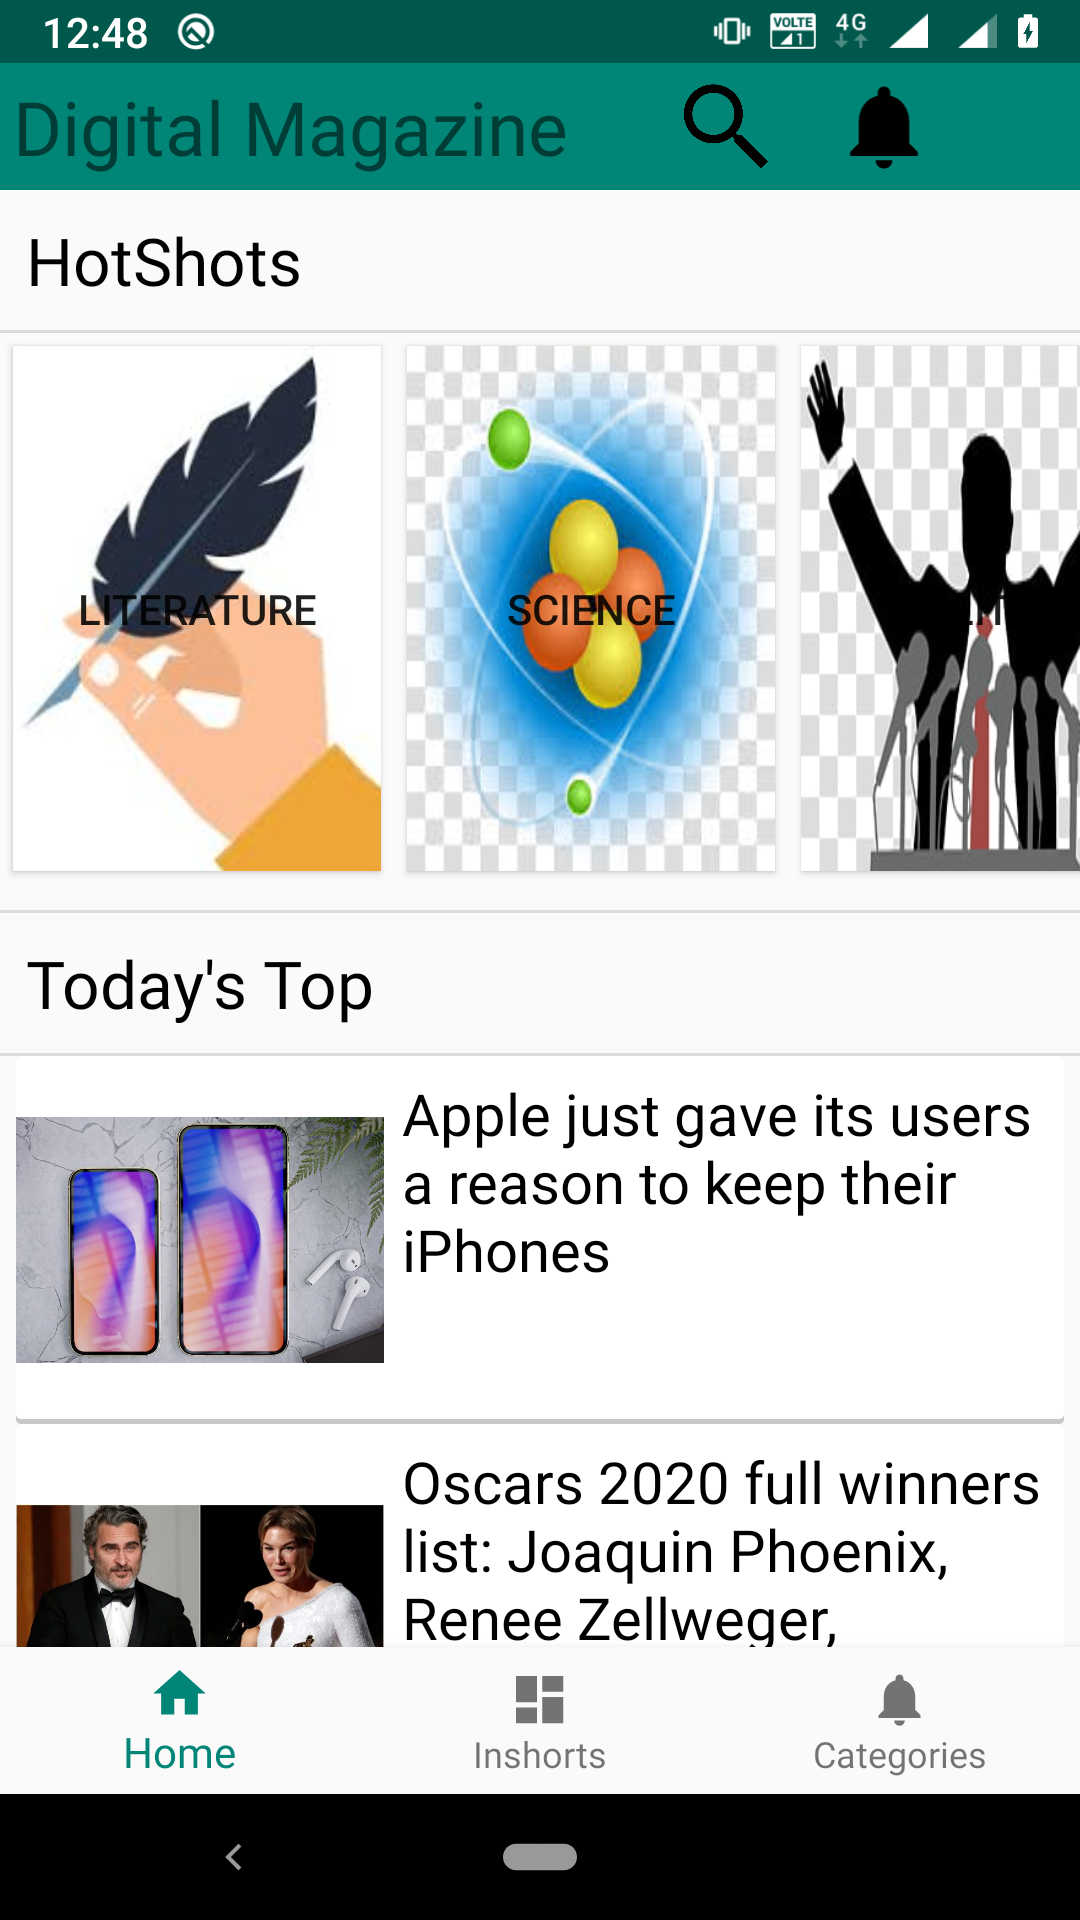 12:48
VOLTE
1
4G
Digital Magazine
HotShots
LITERATURE
SCIENCE
Today's Top
Apple just gave its users
a reason to keep their
iPhones
Oscars 2020 full winners
list: Joaquin Phoenix,
Renee Zellweger,
Home
Inshorts
Categories